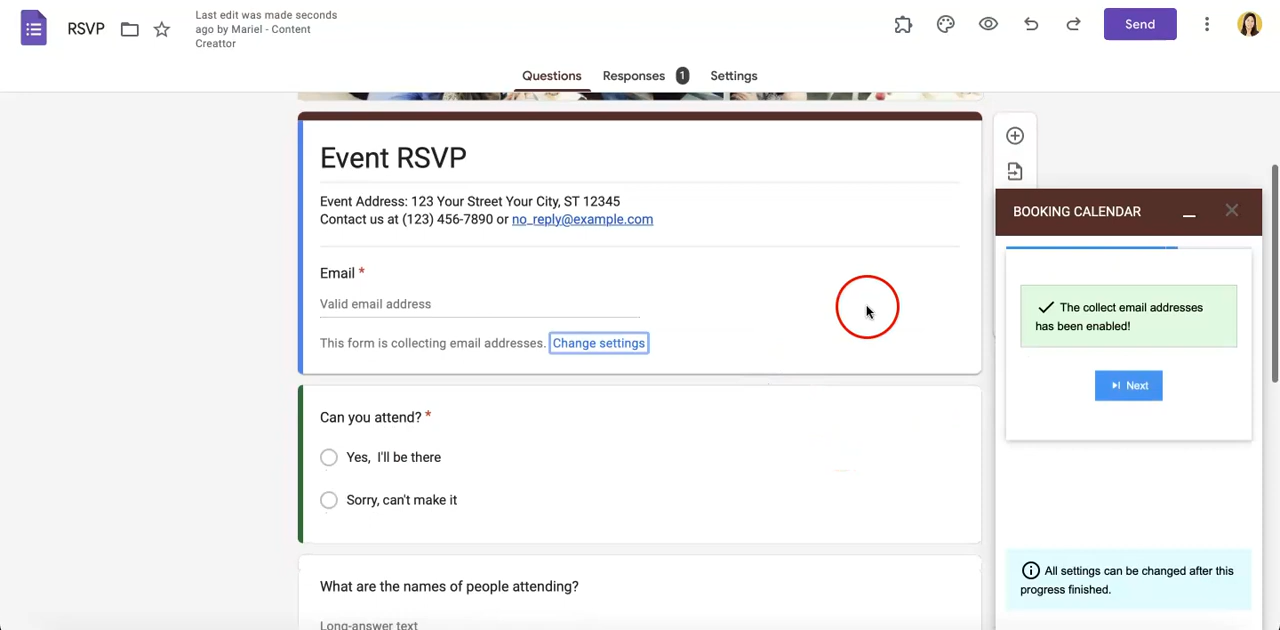 RSVP
Last edit was made seconds
ago by Mariel - Content
Creattor
Send
Questions
Responses 1
Settings
Event RSVP
Event Address: 123 Your Street Your City, ST 12345
Contact us at (123) 456-7890 or no_reply@example.com
Email *
Valid email address
This form is collecting email addresses. Change settings
Can you attend? *
Yes, I'll be there
Sorry, can't make it
What are the names of people attending?
Long-answer text
BOOKING CALENDAR
The collect email addresses
has been enabled!
Next
All settings can be changed after this
progress finished.